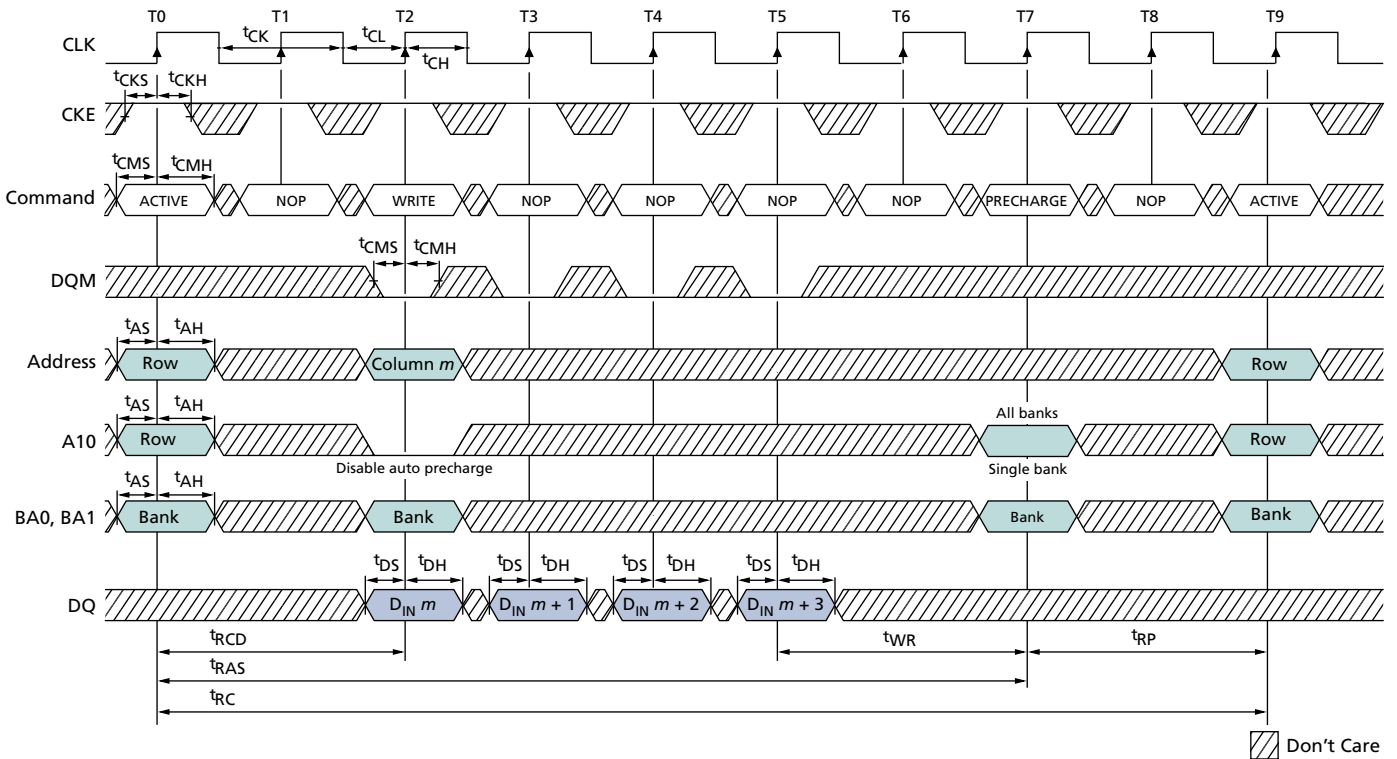 T0 T1 T2 T3 T4 T5 T6 T7 T8 T9
CLK
tCK tCL
tCH
tCKS tCKH
CKE
tCMS tCMH
Command ACTIVE NOP WRITE NOP NOP NOP NOP PRECHARGE NOP ACTIVE
tCMS tCMH
DQM
tAS tAH
Address Row Column m Row
tAS tAH
All banks
A10 Row Row
Disable auto precharge Single bank
tAS tAH
BA0, BA1 Bank Bank Bank Bank
tDS tDH tDS tDH tDS tDH tDS tDH
DQ DIN m DIN m + 1 DIN m + 2 DIN m + 3
tRCD tWR tRP
tRAS
tRC
Don't Care